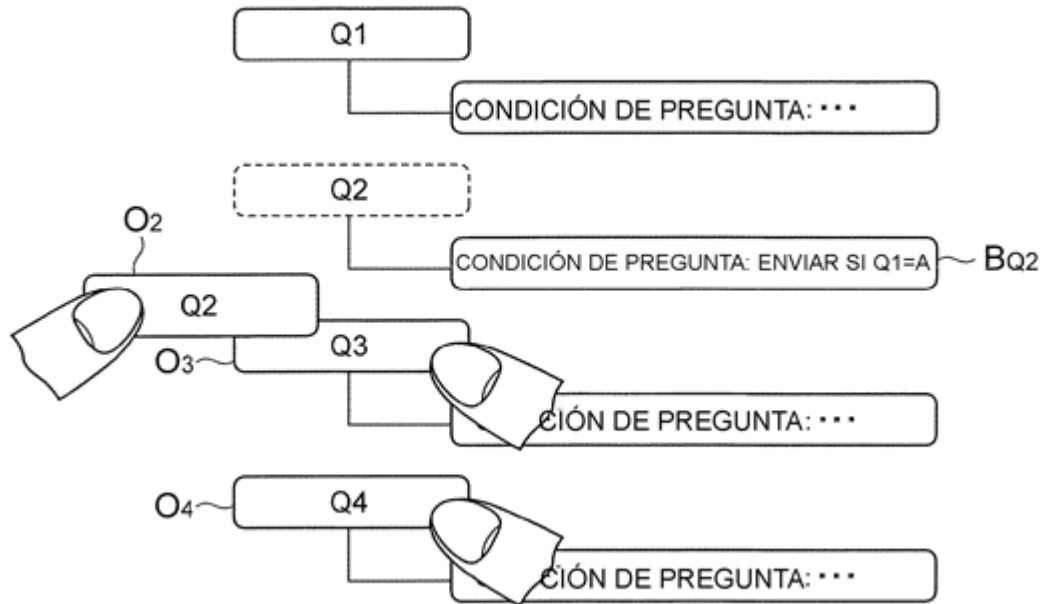 Q1
CONDICIÓN DE PREGUNTA: ···
Q2
O2
CONDICIÓN DE PREGUNTA: ENVIAR SI Q1=A
BQ2
Q2
Q3
O3
CIÓN DE PREGUNTA: ···
Q4
O4
CIÓN DE PREGUNTA: ···